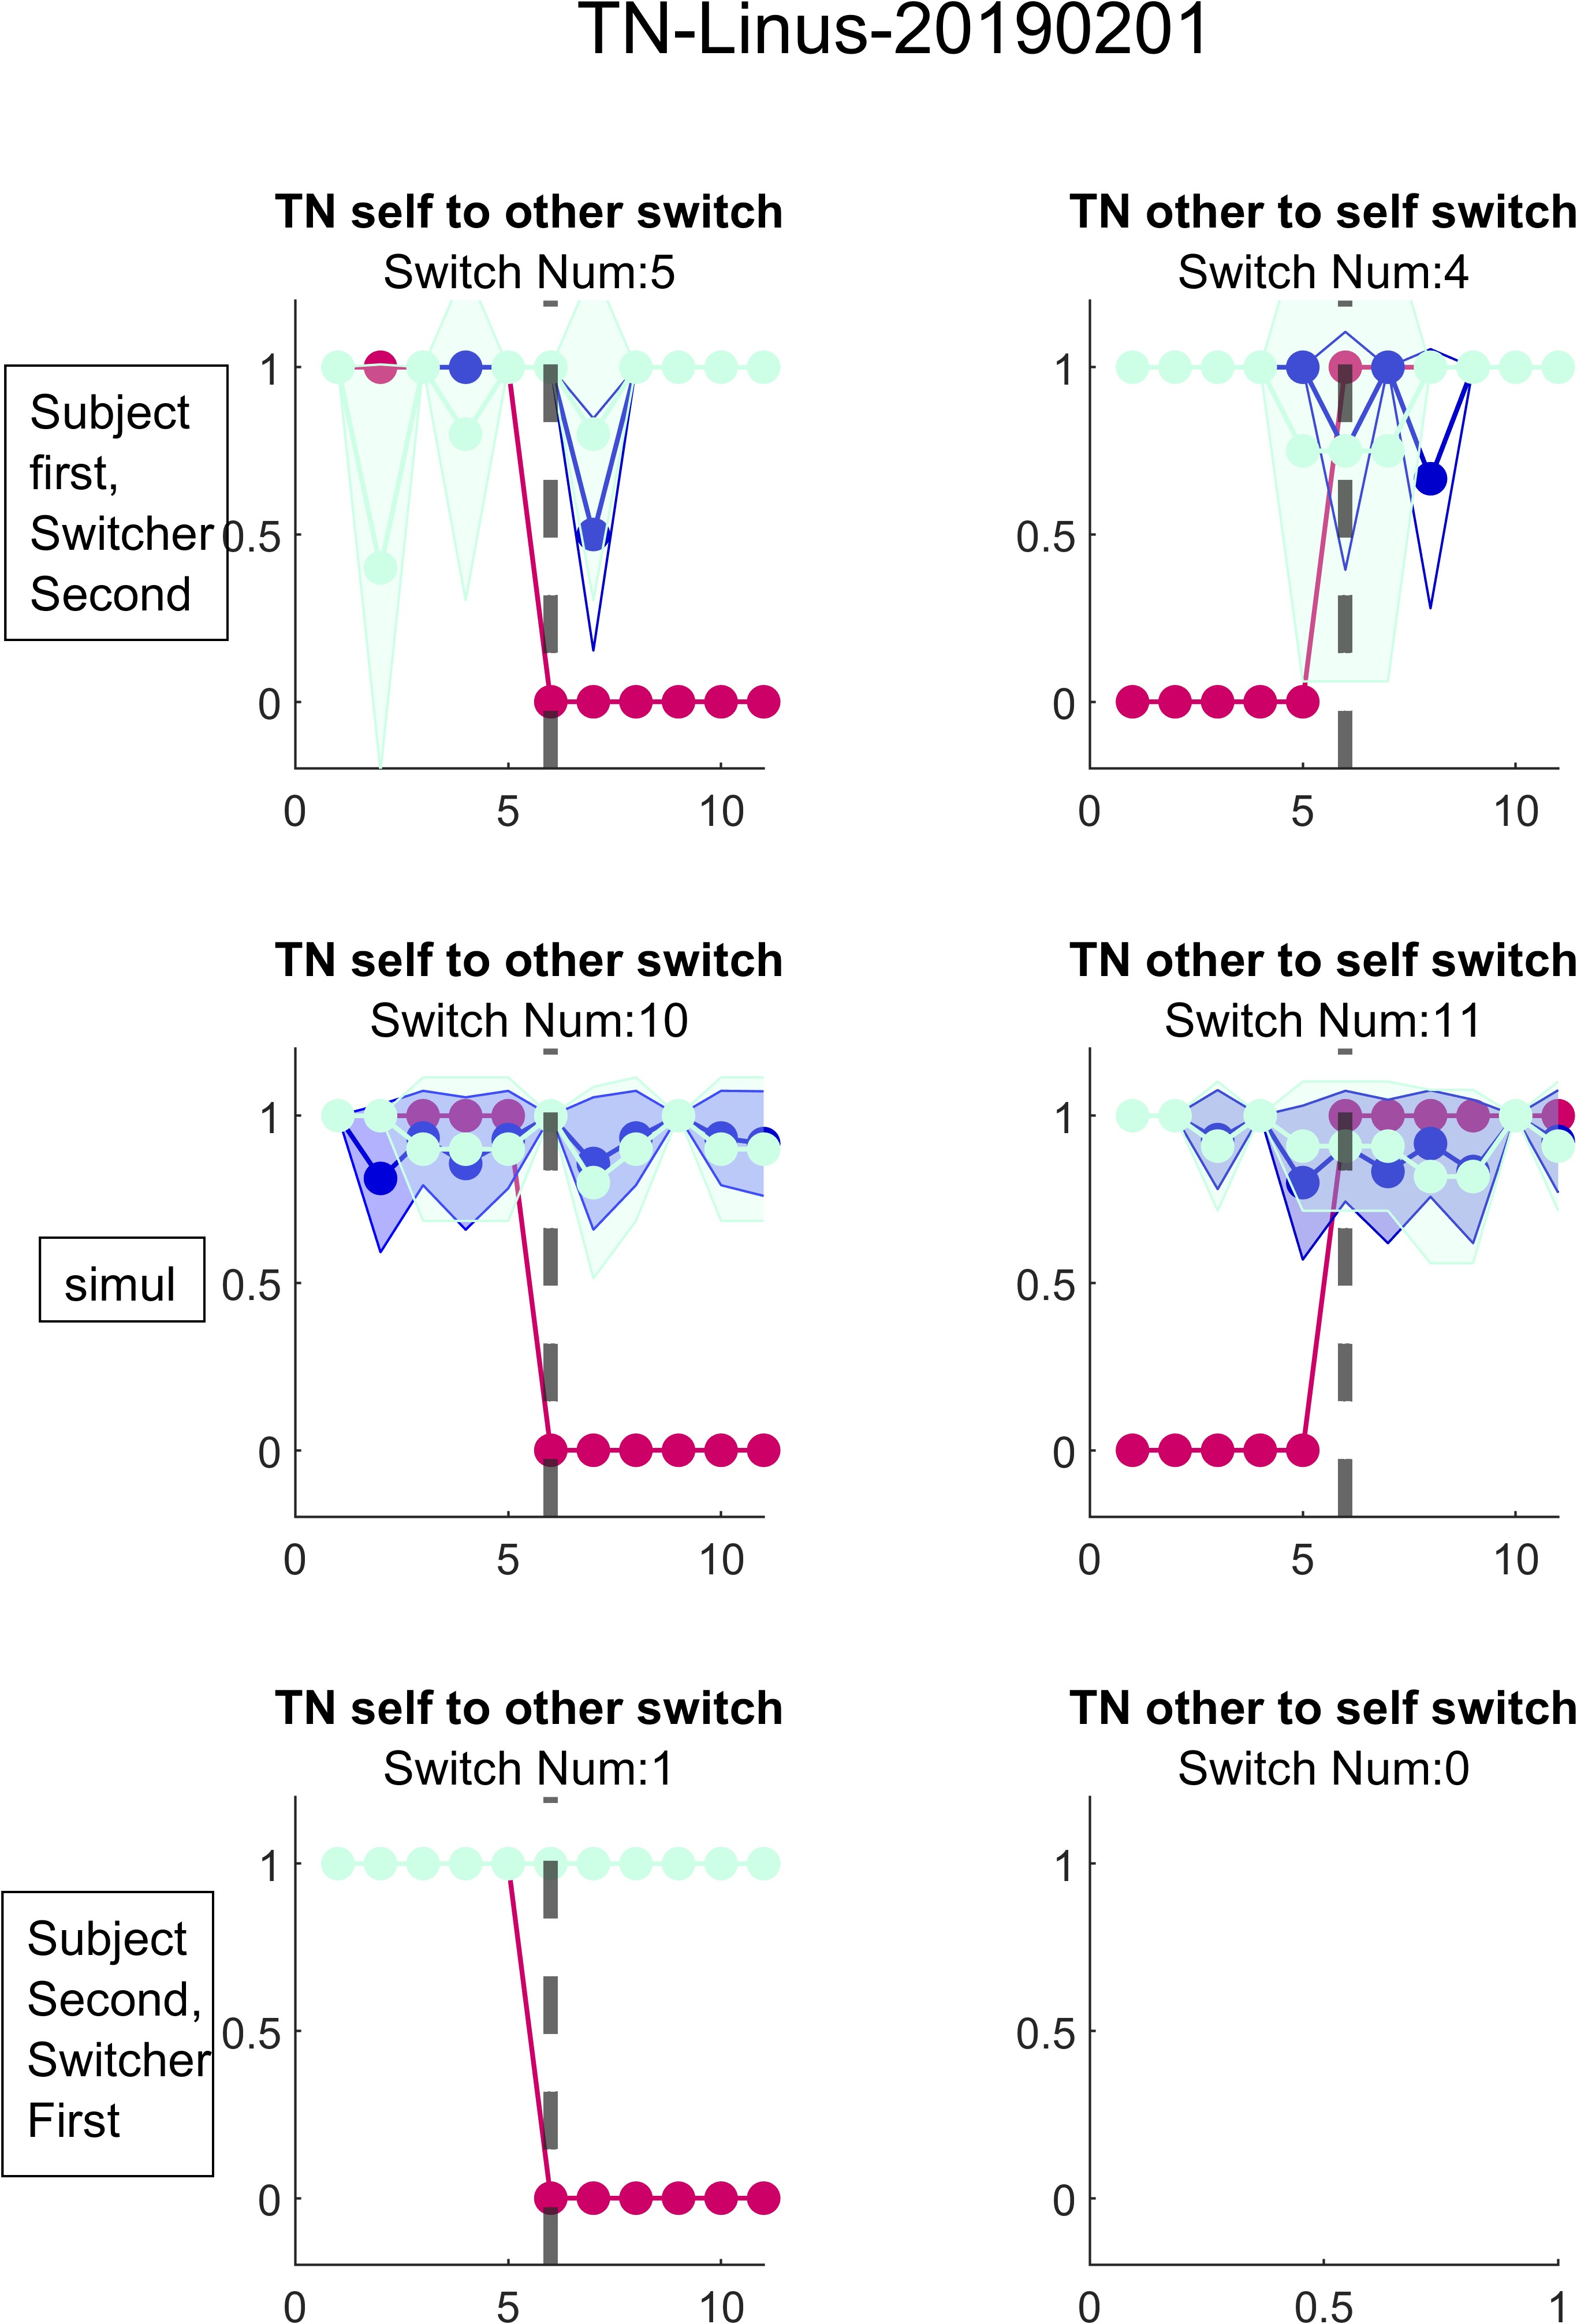 TN-Linus-20190201
TN self to other switch
Switch Num:5
Subject
first,
Switcher
Second
1
0.5
0
0
5
10
TN other to self switch
Switch Num:4
1
0.5
0
0
5
10
TN self to other switch
Switch Num:10
simul
1
0.5
0
0
5
10
TN other to self switch
Switch Num:11
1
0.5
0
0
5
10
TN self to other switch
Switch Num:1
Subject
Second,
Switcher
First
1
0.5
0
0
5
10
TN other to self switch
Switch Num:0
1
0.5
0
0
0.5
1